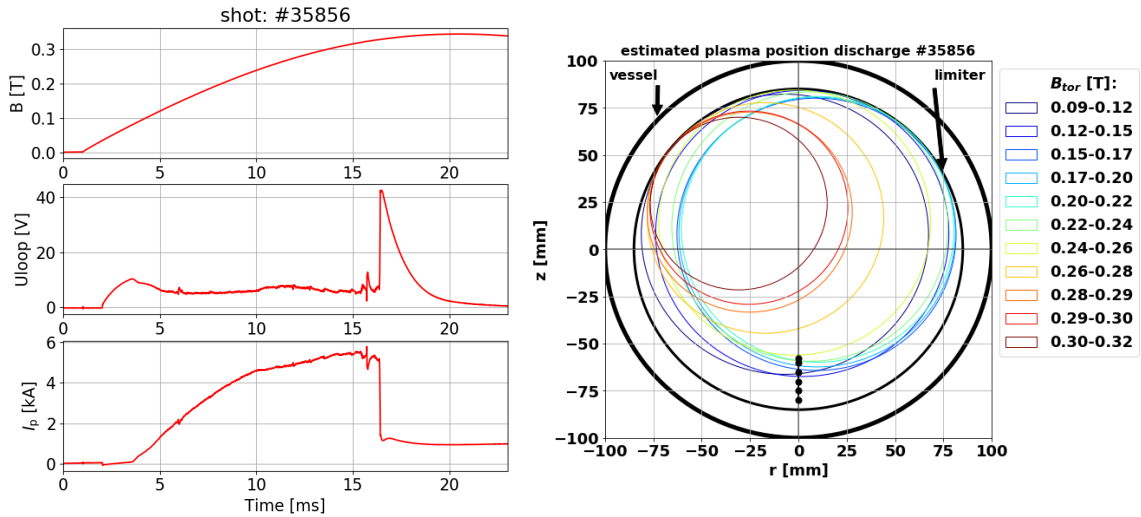 shot: #35856
B [T]
0.3
0.2
0.1
0.0
0 5 10 15 20
Uloop [V]
40
20
0
0 5 10 15 20
Ip [kA]
6
4
2
0
0 5 10 15 20
Time [ms]
estimated plasma position discharge #35856
vessel
limiter
z [mm]
100
75
50
25
0
−25
−50
−75
−100
−100 −75 −50 −25 0 25 50 75 100
r [mm]
Btor [T]:
0.09-0.12
0.12-0.15
0.15-0.17
0.17-0.20
0.20-0.22
0.22-0.24
0.24-0.26
0.26-0.28
0.28-0.29
0.29-0.30
0.30-0.32